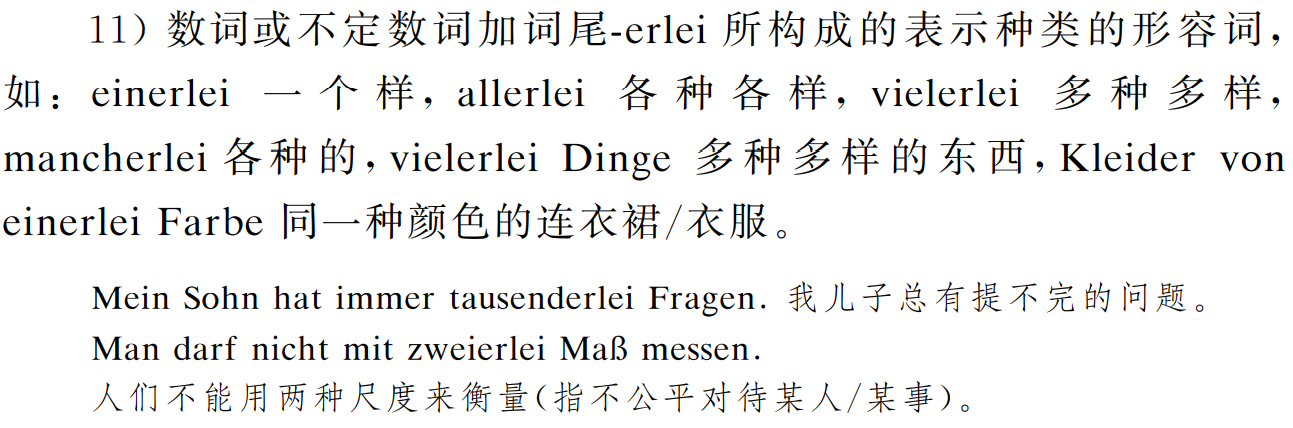 11) 数词或不定数词加词尾-erlei 所构成的表示种类的形容词,
如: einerlei 一个样, allerlei 各种各样, vielerlei 多种多样,
mancherlei 各种的, vielerlei Dinge 多种多样的东西, Kleider von
einerlei Farbe 同一种颜色的连衣裙/衣服。
Mein Sohn hat immer tausenderlei Fragen. 我儿子总有提不完的问题。
Man darf nicht mit zweierlei Maß messen.
人们不能用两种尺度来衡量(指不公平对待某人/某事)。